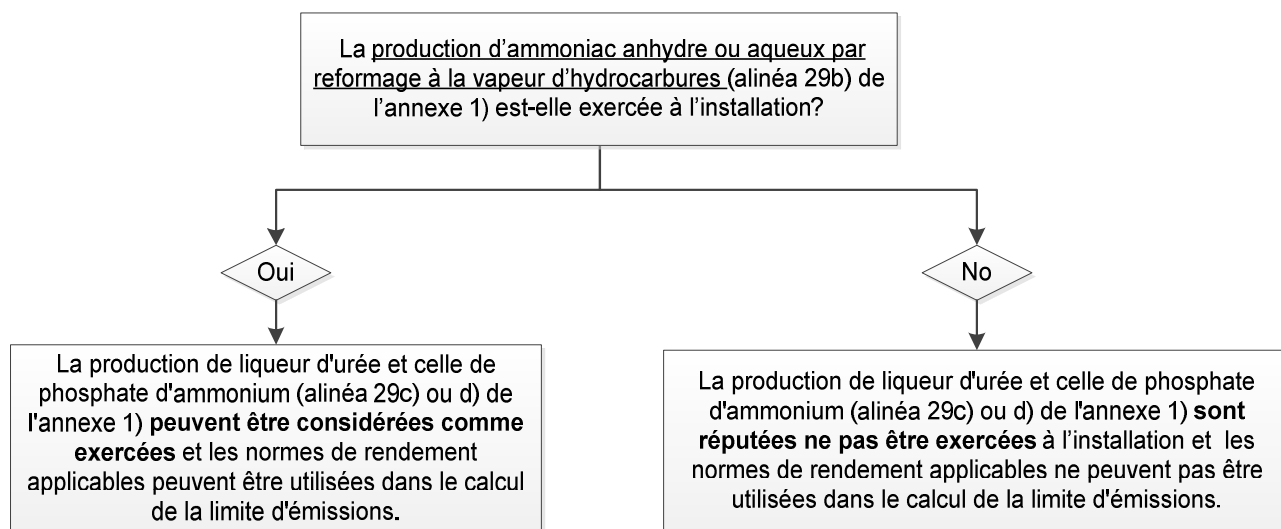 La production d'ammoniac anhydre ou aqueux par
reformage à la vapeur d'hydrocarbures (alinéa 29b) de
l'annexe 1) est-elle exercée à l'installation?
Oui
No
La production de liqueur d'urée et celle de
phosphate d'ammonium (alinéa 29c) ou d) de
l'annexe 1) peuvent être considérées comme
exercées et les normes de rendement
applicables peuvent être utilisées dans le calcul
de la limite d'émissions.
La production de liqueur d'urée et celle de phosphate
d'ammonium (alinéa 29c) ou d) de l'annexe 1) sont
réputées ne pas être exercées à l'installation et les
normes de rendement applicables ne peuvent pas être
utilisées dans le calcul de la limite d'émissions.